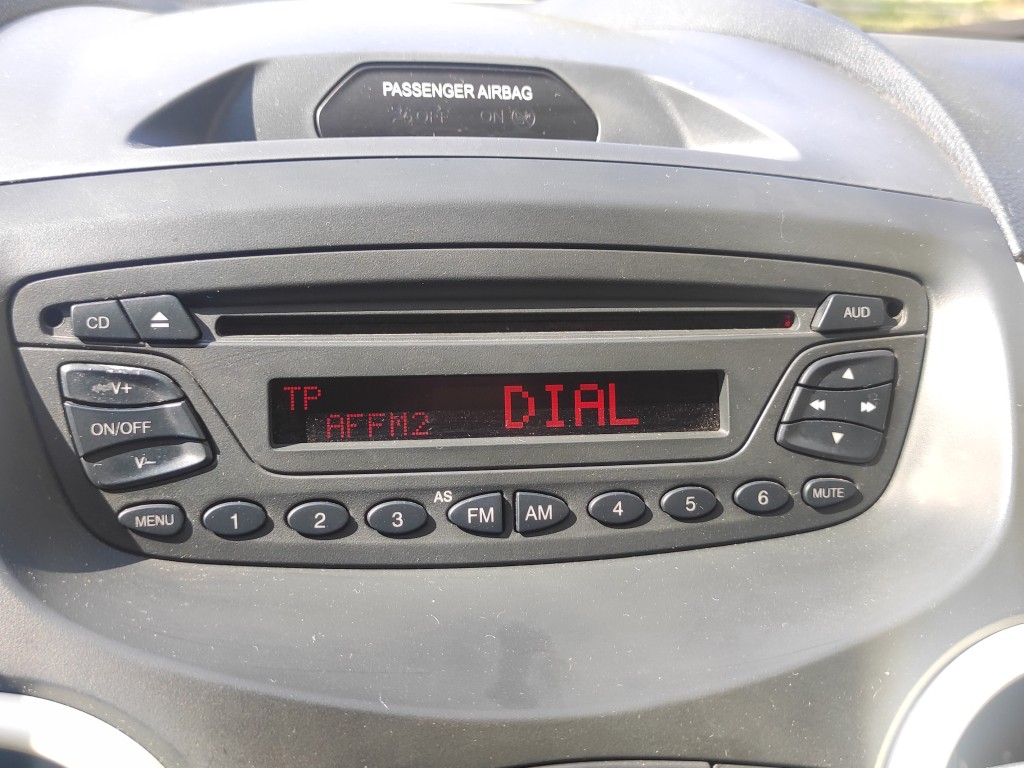 PASSENGER AIRBAG
OFF ON
CD
AUD
V+
ON/OFF
V-
TP
AFFM2
DIAL
MENU
1
2
3
AS
FM
AM
4
5
6
MUTE